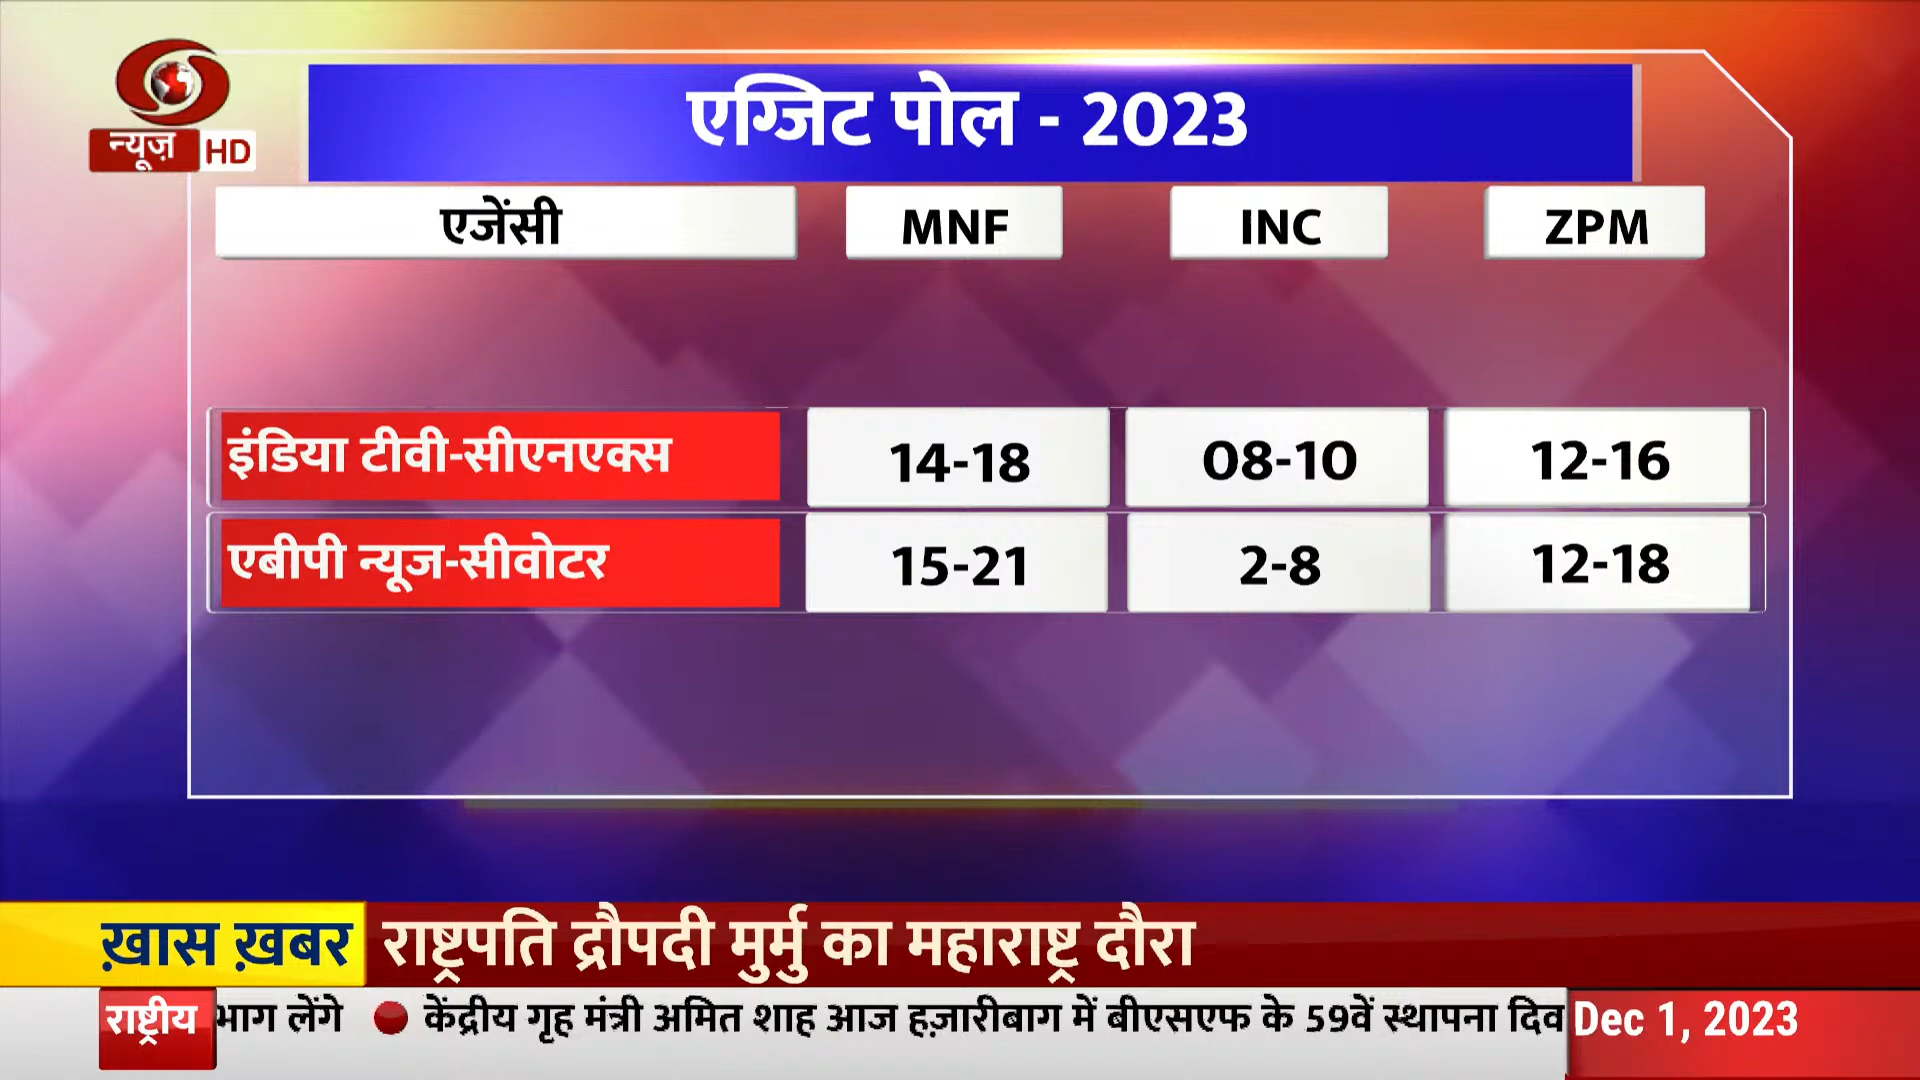 न्यूज़ HD
एग्जिट पोल - 2023
एजेंसी MNF INC ZPM
इंडिया टीवी-सीएनएक्स 14-18 08-10 12-16
एबीपी न्यूज-सीवोटर 15-21 2-8 12-18
ख़ास ख़बर राष्ट्रपति द्रौपदी मुर्मु का महाराष्ट्र दौरा
राष्ट्रीय भाग लेंगे केंद्रीय गृह मंत्री अमित शाह आज हज़ारीबाग में बीएसएफ के 59वें स्थापना दिव Dec 1, 2023